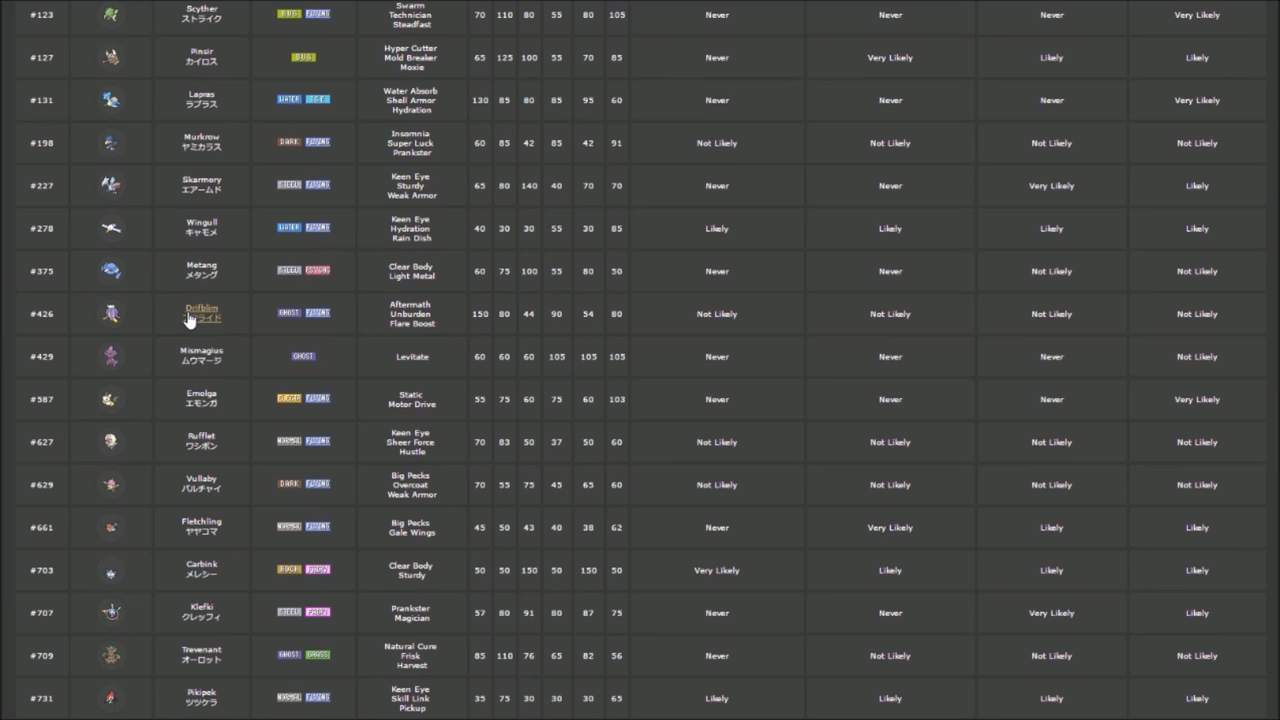 #123 Scyther ストライク BUG FLYING Swarm Technician Steadfast 70 110 80 55 80 105 Never Never Never Very Likely
#127 Pinsir カイロス BUG Hyper Cutter Mold Breaker Moxie 65 125 100 55 70 85 Never Very Likely Likely Likely
#131 Lapras ラプラス WATER ICE Water Absorb Shell Armor Hydration 130 85 80 85 95 60 Never Never Never Very Likely
#198 Murkrow ヤミカラス DARK FLYING Insomnia Super Luck Prankster 60 85 42 85 42 91 Not Likely Not Likely Not Likely Not Likely
#227 Skarmory エアームド STEEL FLYING Keen Eye Sturdy Weak Armor 65 80 140 40 70 70 Never Never Very Likely Likely
#278 Wingull キャモメ WATER FLYING Keen Eye Hydration Rain Dish 40 30 30 55 30 85 Likely Likely Likely Likely
#375 Metang メタング STEEL PSYCHC Clear Body Light Metal 60 75 100 55 80 50 Never Never Not Likely Not Likely
#426 Drifblim ライド GHOST FLYING Aftermath Unburden Flare Boost 150 80 44 90 54 80 Not Likely Not Likely Not Likely Not Likely
#429 Mismagius ムウマージ GHOST Levitate 60 60 60 105 105 105 Never Never Never Not Likely
#587 Emolga エモンガ ELECTR FLYING Static Motor Drive 55 75 60 75 60 103 Never Never Never Very Likely
#627 Rufflet ワシボン NORMAL FLYING Keen Eye Sheer Force Hustle 70 83 50 37 50 60 Not Likely Not Likely Not Likely Not Likely
#629 Vullaby バルチャイ DARK FLYING Big Pecks Overcoat Weak Armor 70 55 75 45 65 60 Not Likely Not Likely Not Likely Not Likely
#661 Fletchling ヤヤコマ NORMAL FLYING Big Pecks Gale Wings 45 50 43 40 38 62 Never Very Likely Likely Likely
#703 Carbink メレシー ROCK FAIRY Clear Body Sturdy 50 50 150 50 150 50 Very Likely Likely Likely Likely
#707 Klefki クレッフィ STEEL FAIRY Prankster Magician 57 80 91 80 87 75 Never Never Very Likely Likely
#709 Trevenant オーロット GHOST GRASS Natural Cure Frisk Harvest 85 110 76 65 82 56 Never Not Likely Not Likely Not Likely
#731 Pikipek ツツケラ NORMAL FLYING Keen Eye Skill Link Pickup 35 75 30 30 30 65 Likely Likely Likely Likely